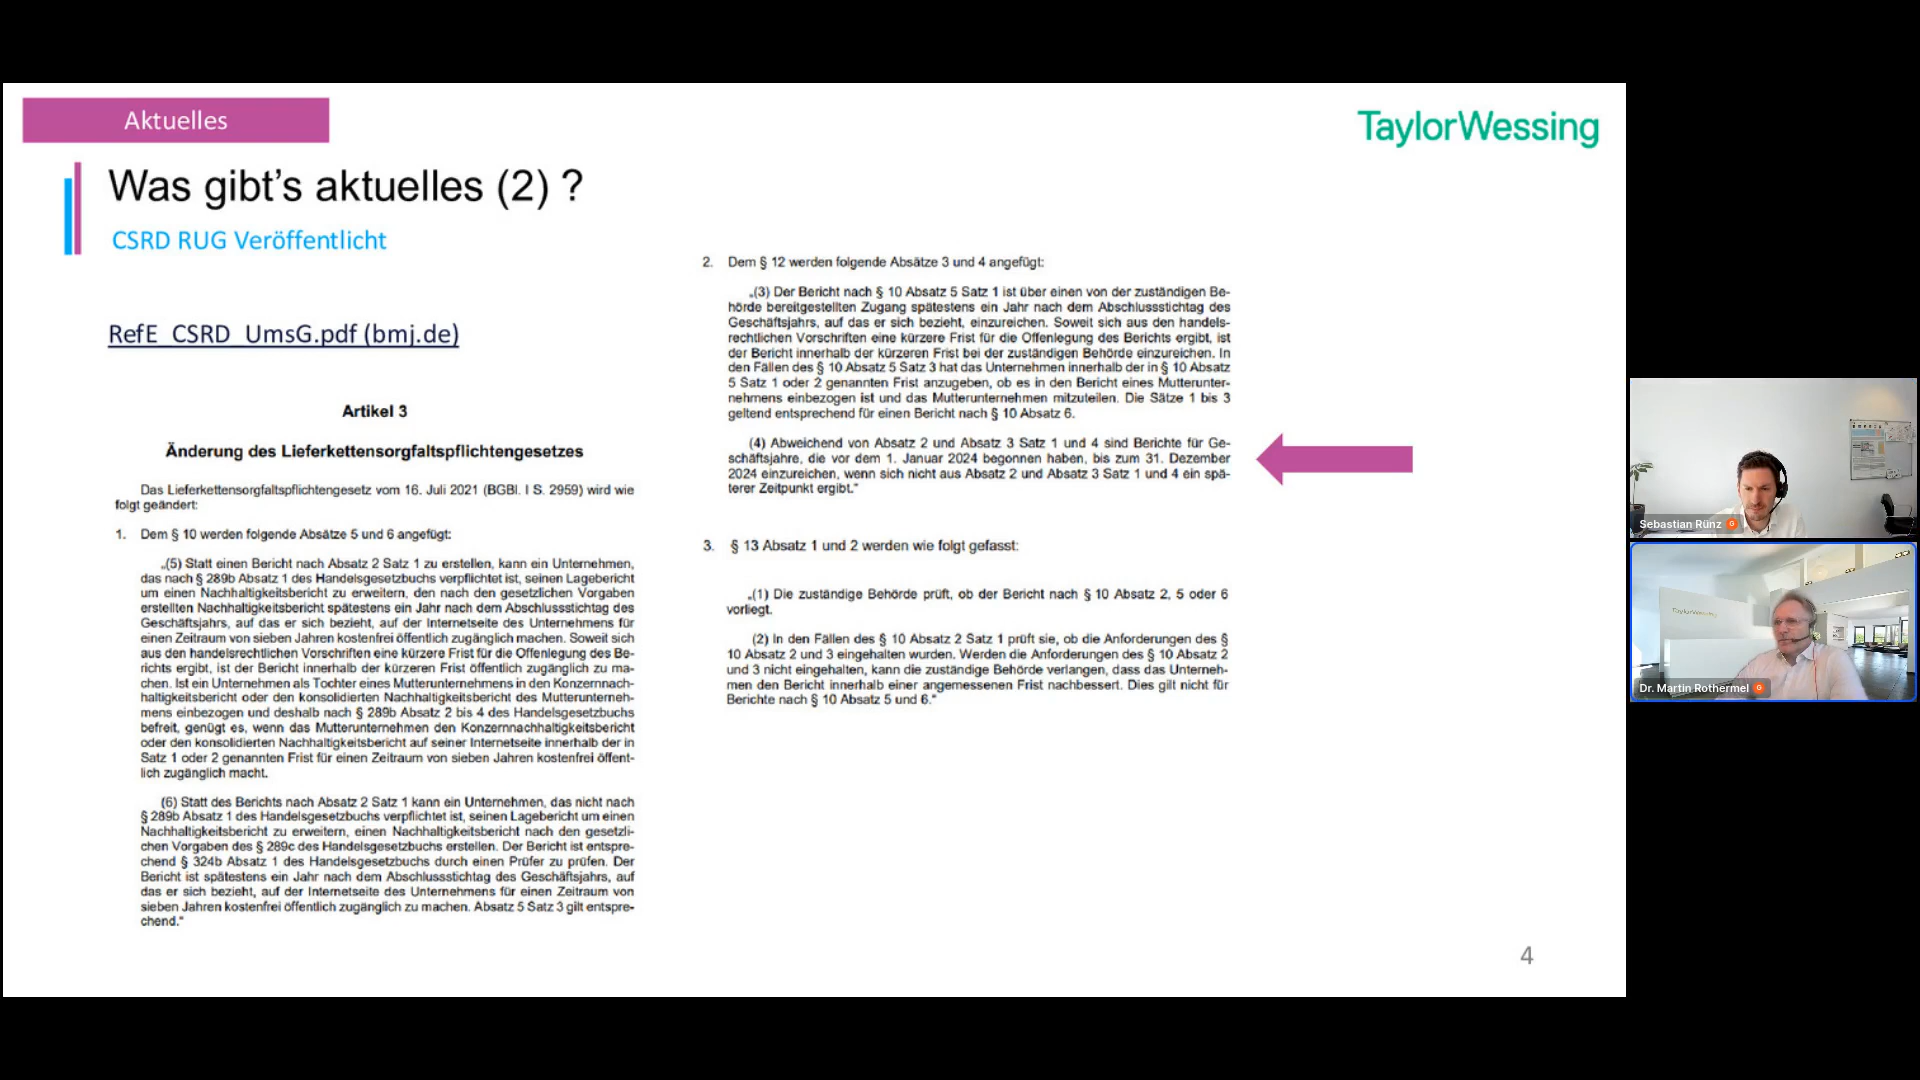 Aktuelles
TaylorWessing
Was gibt's aktuelles (2) ?
CSRD RUG Veröffentlicht
RefE_CSRD_UmsG.pdf (bmj.de)
Artikel 3
Änderung des Lieferkettensorgfaltspflichtengesetzes
Das Lieferkettensorgfaltspflichtengesetz vom 16. Juli 2021 (BGBl. I S. 2959) wird wie
folgt geändert:
1. Dem § 10 werden folgende Absätze 5 und 6 angefügt:
„(5) Statt einen Bericht nach Absatz 2 Satz 1 zu erstellen, kann ein Unternehmen,
das nach § 289b Absatz 1 des Handelsgesetzbuchs verpflichtet ist, seinen Lagebericht
um einen Nachhaltigkeitsbericht zu erweitern, den nach den gesetzlichen Vorgaben
erstellten Nachhaltigkeitsbericht spätestens ein Jahr nach dem Abschlussstichtag des
Geschäftsjahrs, auf das er sich bezieht, auf der Internetseite des Unternehmens für
einen Zeitraum von sieben Jahren kostenfrei öffentlich zugänglich machen. Soweit sich
aus den handelsrechtlichen Vorschriften eine kürzere Frist für die Offenlegung des Be-
richts ergibt, ist der Bericht innerhalb der kürzeren Frist öffentlich zugänglich zu ma-
chen. Ist ein Unternehmen als Tochter eines Mutterunternehmens in den Konzernnach-
haltigkeitsbericht oder den konsolidierten Nachhaltigkeitsbericht des Mutterunterneh-
mens einbezogen und deshalb nach § 289b Absatz 2 bis 4 des Handelsgesetzbuchs
befreit, genügt es, wenn das Mutterunternehmen den Konzernnachhaltigkeitsbericht
oder den konsolidierten Nachhaltigkeitsbericht auf seiner Internetseite innerhalb der in
Satz 1 oder 2 genannten Frist für einen Zeitraum von sieben Jahren kostenfrei öffent-
lich zugänglich macht.
(6) Statt des Berichts nach Absatz 2 Satz 1 kann ein Unternehmen, das nicht nach
§ 289b Absatz 1 des Handelsgesetzbuchs verpflichtet ist, seinen Lagebericht um einen
Nachhaltigkeitsbericht zu erweitern, einen Nachhaltigkeitsbericht nach den gesetzli-
chen Vorgaben des § 289c des Handelsgesetzbuchs erstellen. Der Bericht ist entspre-
chend § 324b Absatz 1 des Handelsgesetzbuchs durch einen Prüfer zu prüfen. Der
Bericht ist spätestens ein Jahr nach dem Abschlussstichtag des Geschäftsjahrs, auf
das er sich bezieht, auf der Internetseite des Unternehmens für einen Zeitraum von
sieben Jahren kostenfrei öffentlich zugänglich zu machen. Absatz 5 Satz 3 gilt entspre-
chend."
2. Dem § 12 werden folgende Absätze 3 und 4 angefügt:
„(3) Der Bericht nach § 10 Absatz 5 Satz 1 ist über einen von der zuständigen Be-
hörde bereitgestellten Zugang spätestens ein Jahr nach dem Abschlussstichtag des
Geschäftsjahrs, auf das er sich bezieht, einzureichen. Soweit sich aus den handels-
rechtlichen Vorschriften eine kürzere Frist für die Offenlegung des Berichts ergibt, ist
der Bericht innerhalb der kürzeren Frist bei der zuständigen Behörde einzureichen. In
den Fällen des § 10 Absatz 5 Satz 3 hat das Unternehmen innerhalb der in § 10 Absatz
5 Satz 1 oder 2 genannten Frist anzugeben, ob es in den Bericht eines Mutterunter-
nehmens einbezogen ist und das Mutterunternehmen mitzuteilen. Die Sätze 1 bis 3
geltend entsprechend für einen Bericht nach § 10 Absatz 6.
(4) Abweichend von Absatz 2 und Absatz 3 Satz 1 und 4 sind Berichte für Ge-
schäftsjahre, die vor dem 1. Januar 2024 begonnen haben, bis zum 31. Dezember
2024 einzureichen, wenn sich nicht aus Absatz 2 und Absatz 3 Satz 1 und 4 ein spä-
terer Zeitpunkt ergibt."
3. § 13 Absatz 1 und 2 werden wie folgt gefasst:
„(1) Die zuständige Behörde prüft, ob der Bericht nach § 10 Absatz 2, 5 oder 6
vorliegt.
(2) In den Fällen des § 10 Absatz 2 Satz 1 prüft sie, ob die Anforderungen des §
10 Absatz 2 und 3 eingehalten wurden. Werden die Anforderungen des § 10 Absatz 2
und 3 nicht eingehalten, kann die zuständige Behörde verlangen, dass das Unterneh-
men den Bericht innerhalb einer angemessenen Frist nachbessert. Dies gilt nicht für
Berichte nach § 10 Absatz 5 und 6."
4
Sebastian Rünz
TaylorWessing
Dr. Martin Rothermel